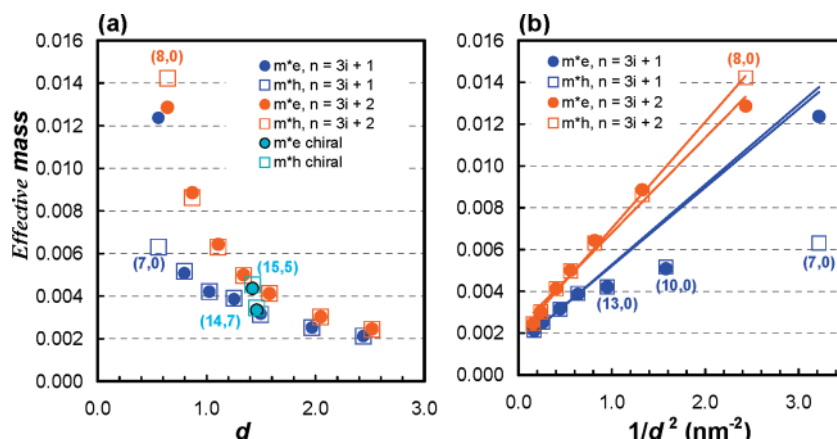 (a)
(b)
Effective mass
0.016
0.014
0.012
0.010
0.008
0.006
0.004
0.002
0.000
0.0
1.0
2.0
3.0
d
(8,0)
m*e, n = 3i + 1
m*h, n = 3i + 1
m*e, n = 3i + 2
m*h, n = 3i + 2
m*e chiral
m*h chiral
(7,0)
(15,5)
(14,7)
0.016
0.014
0.012
0.010
0.008
0.006
0.004
0.002
0.000
0.0
1.0
2.0
3.0
1/d² (nm⁻²)
(8,0)
m*e, n = 3i + 1
m*h, n = 3i + 1
m*e, n = 3i + 2
m*h, n = 3i + 2
(7,0)
(10,0)
(13,0)